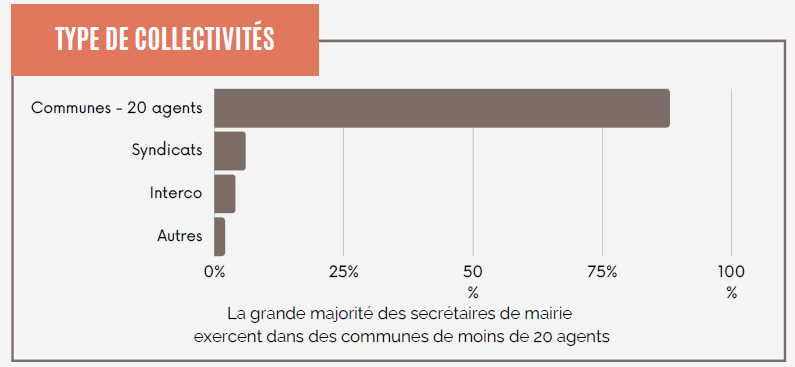 TYPE DE COLLECTIVITÉS
Communes - 20 agents
Syndicats
Interco
Autres
0% 25% 50 % 75% 100 %
La grande majorité des secrétaires de mairie
exercent dans des communes de moins de 20 agents